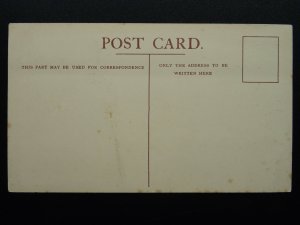 POST CARD.
THIS PART MAY BE USED FOR CORRESPONDENCE
ONLY THE ADDRESS TO BE
WRITTEN HERE